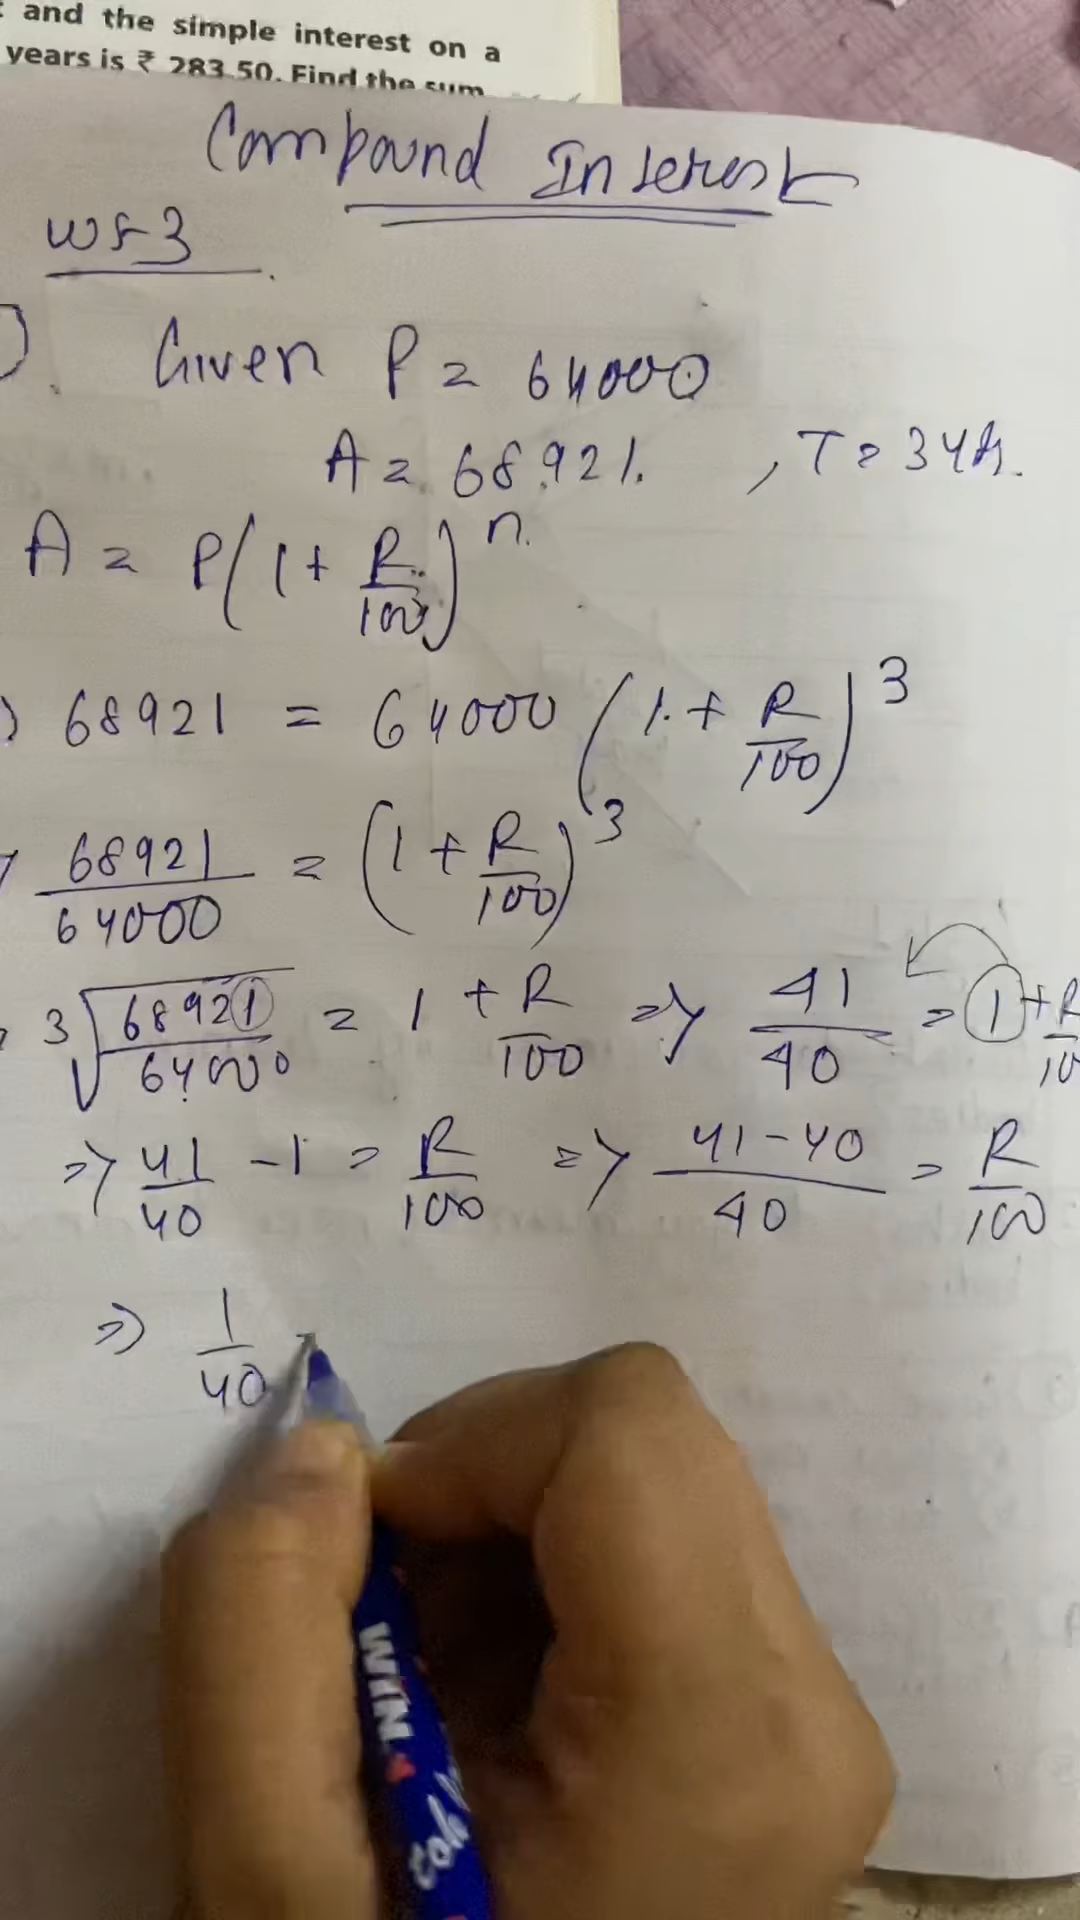 and the simple interest on a
years is ₹ 283.50. Find the sum
Compound Interest
WS-3
Given P = 64000
A = 68921. , T = 3 yr.
A = P(1 + R/100)^n.
68921 = 64000 (1 + R/100)^3
68921/64000 = (1 + R/100)^3
3√(68921/64000) = 1 + R/100 => 41/40 = 1 + R/10
=> 41/40 - 1 = R/100 => (41 - 40)/40 = R/100
=> 1/40
WIN